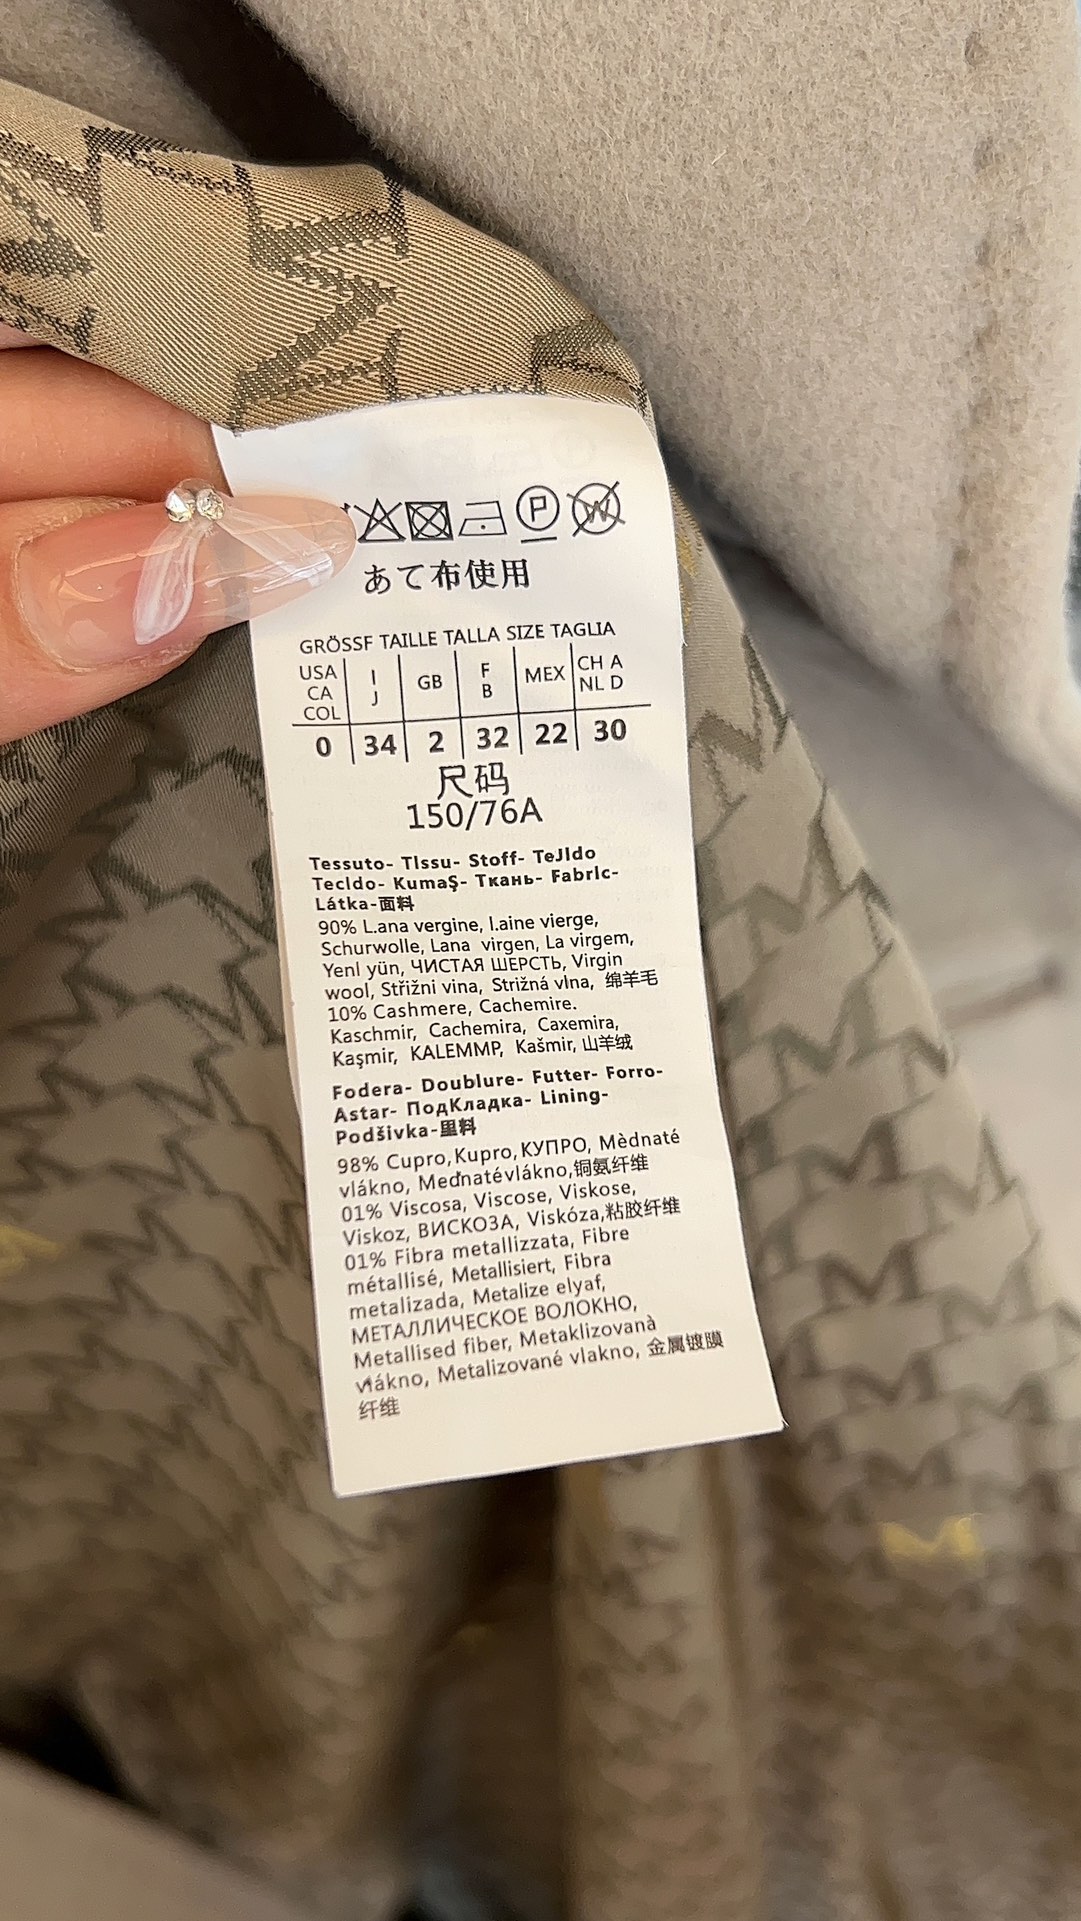 P W
あて布使用
GRÖSSF TAILLE TALLA SIZE TAGLIA
USA CA COL I J GB F B MEX CH A NL D
0 34 2 32 22 30
尺码
150/76A
Tessuto- TIssu- Stoff- TeJIdo
TecIdo- KumaŞ- Ткань- FabrIc-
Látka-面料
90% L.ana vergine, l.aine vierge,
Schurwolle, Lana virgen, La virgem,
Yenl yün, ЧИСТАЯ ШЕРСТЬ, Virgin
wool, Střižni vina, Strižná vlna, 绵羊毛
10% Cashmere, Cachemire.
Kaschmir, Cachemira, Caxemira,
Kaşmir, KALEMMP, Kašmir, 山羊绒
Fodera- Doublure- Futter- Forro-
Astar- ПодКладка- Lining-
Podšivka-里料
98% Cupro,Kupro,КУПРО, Mèdnaté
vlákno, Meďnatévlákno,铜氨纤维
01% Viscosa, Viscose, Viskose,
Viskoz, ВИСКОЗА, Viskóza,粘胶纤维
01% Fibra metallizzata, Fibre
métallisé, Metallisiert, Fibra
metalizada, Metalize elyaf,
МЕТАЛЛИЧЕСКОЕ ВОЛОКНО,
Metallised fiber, Metaklizovanà
vlákno, Metalizované vlakno, 金属镀膜
纤维
M